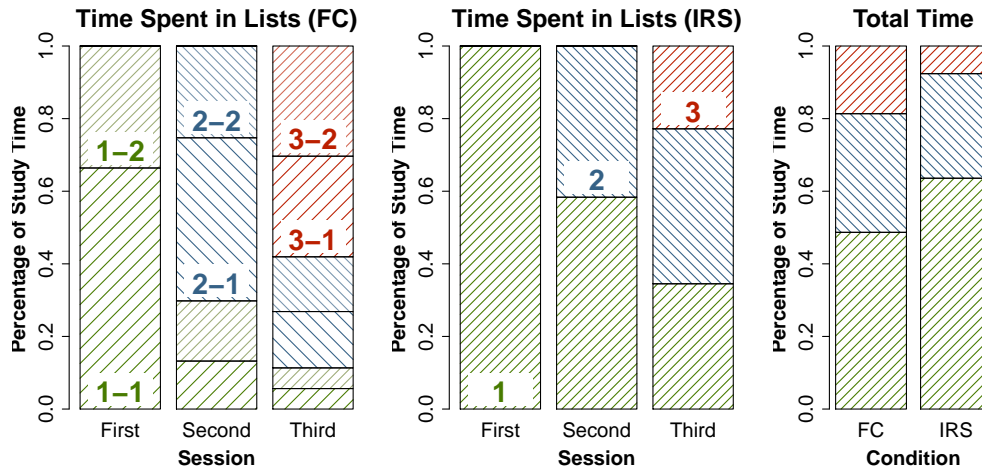 Time Spent in Lists (FC)
Percentage of Study Time
1.0
0.8
0.6
0.4
0.2
0.0
1−2
1−1
2−2
2−1
3−2
3−1
First
Second
Third
Session
Time Spent in Lists (IRS)
Percentage of Study Time
1.0
0.8
0.6
0.4
0.2
0.0
1
2
3
First
Second
Third
Session
Total Time
Percentage of Study Time
1.0
0.8
0.6
0.4
0.2
0.0
FC
IRS
Condition